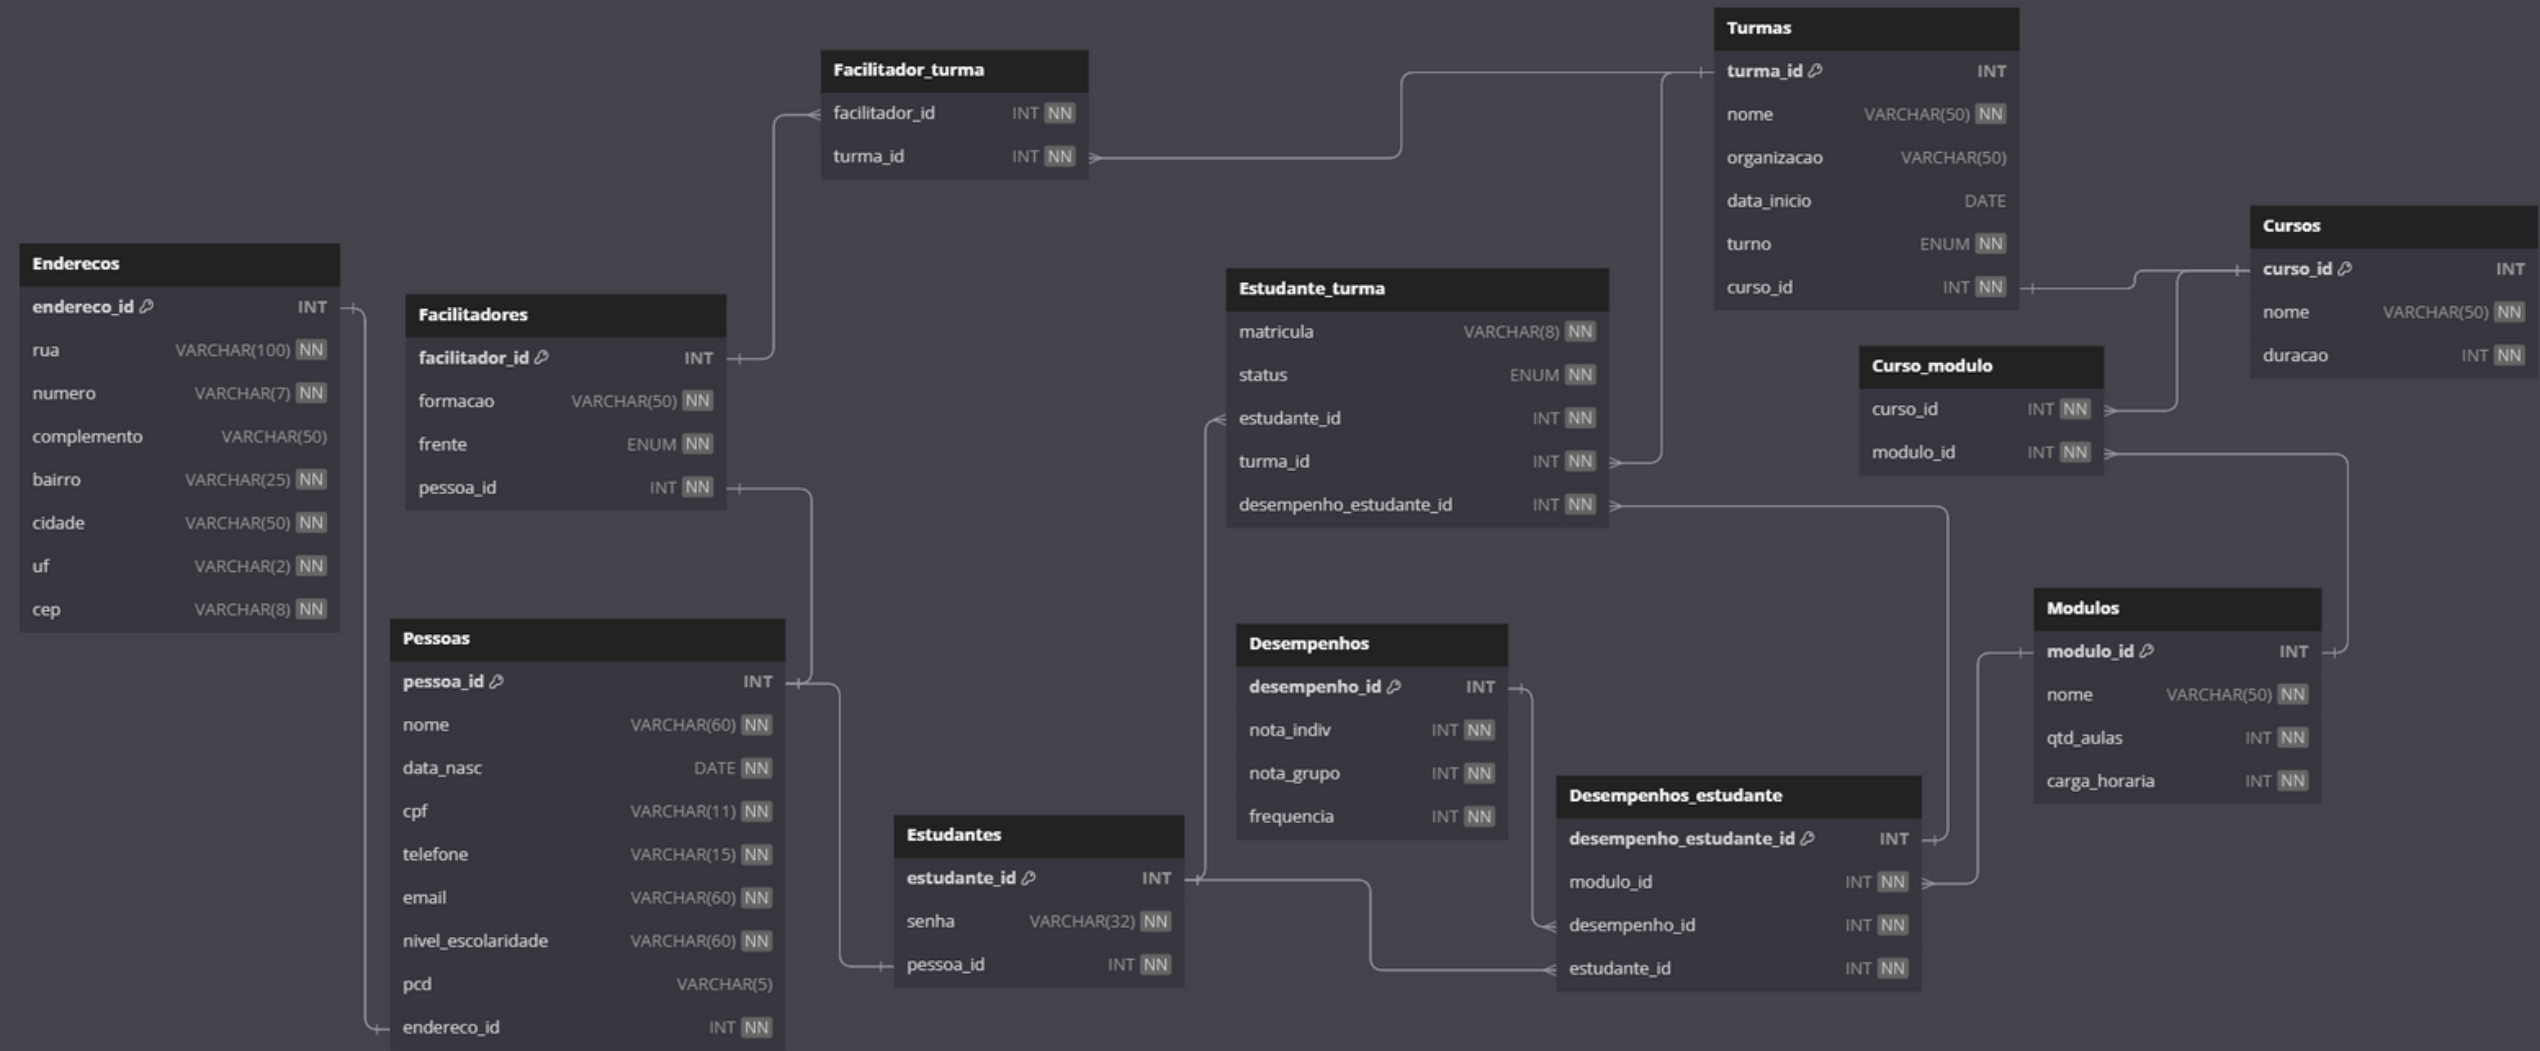 Turmas
turma_id INT
nome VARCHAR(50) NN
organizacao VARCHAR(50)
data_inicio DATE
turno ENUM NN
curso_id INT NN
Facilitador_turma
facilitador_id INT NN
turma_id INT NN
Cursos
curso_id INT
nome VARCHAR(50) NN
duracao INT NN
Enderecos
endereco_id INT
rua VARCHAR(100) NN
numero VARCHAR(7) NN
complemento VARCHAR(50)
bairro VARCHAR(25) NN
cidade VARCHAR(50) NN
uf VARCHAR(2) NN
cep VARCHAR(8) NN
Facilitadores
facilitador_id INT
formacao VARCHAR(50) NN
frente ENUM NN
pessoa_id INT NN
Estudante_turma
matricula VARCHAR(8) NN
status ENUM NN
estudante_id INT NN
turma_id INT NN
desempenho_estudante_id INT NN
Curso_modulo
curso_id INT NN
modulo_id INT NN
Modulos
modulo_id INT
nome VARCHAR(50) NN
qtd_aulas INT NN
carga_horaria INT NN
Pessoas
pessoa_id INT
nome VARCHAR(60) NN
data_nasc DATE NN
cpf VARCHAR(11) NN
telefone VARCHAR(15) NN
email VARCHAR(60) NN
nivel_escolaridade VARCHAR(60) NN
pcd VARCHAR(5)
endereco_id INT NN
Desempenhos
desempenho_id INT
nota_indiv INT NN
nota_grupo INT NN
frequencia INT NN
Estudantes
estudante_id INT
senha VARCHAR(32) NN
pessoa_id INT NN
Desempenhos_estudante
desempenho_estudante_id INT
modulo_id INT NN
desempenho_id INT NN
estudante_id INT NN